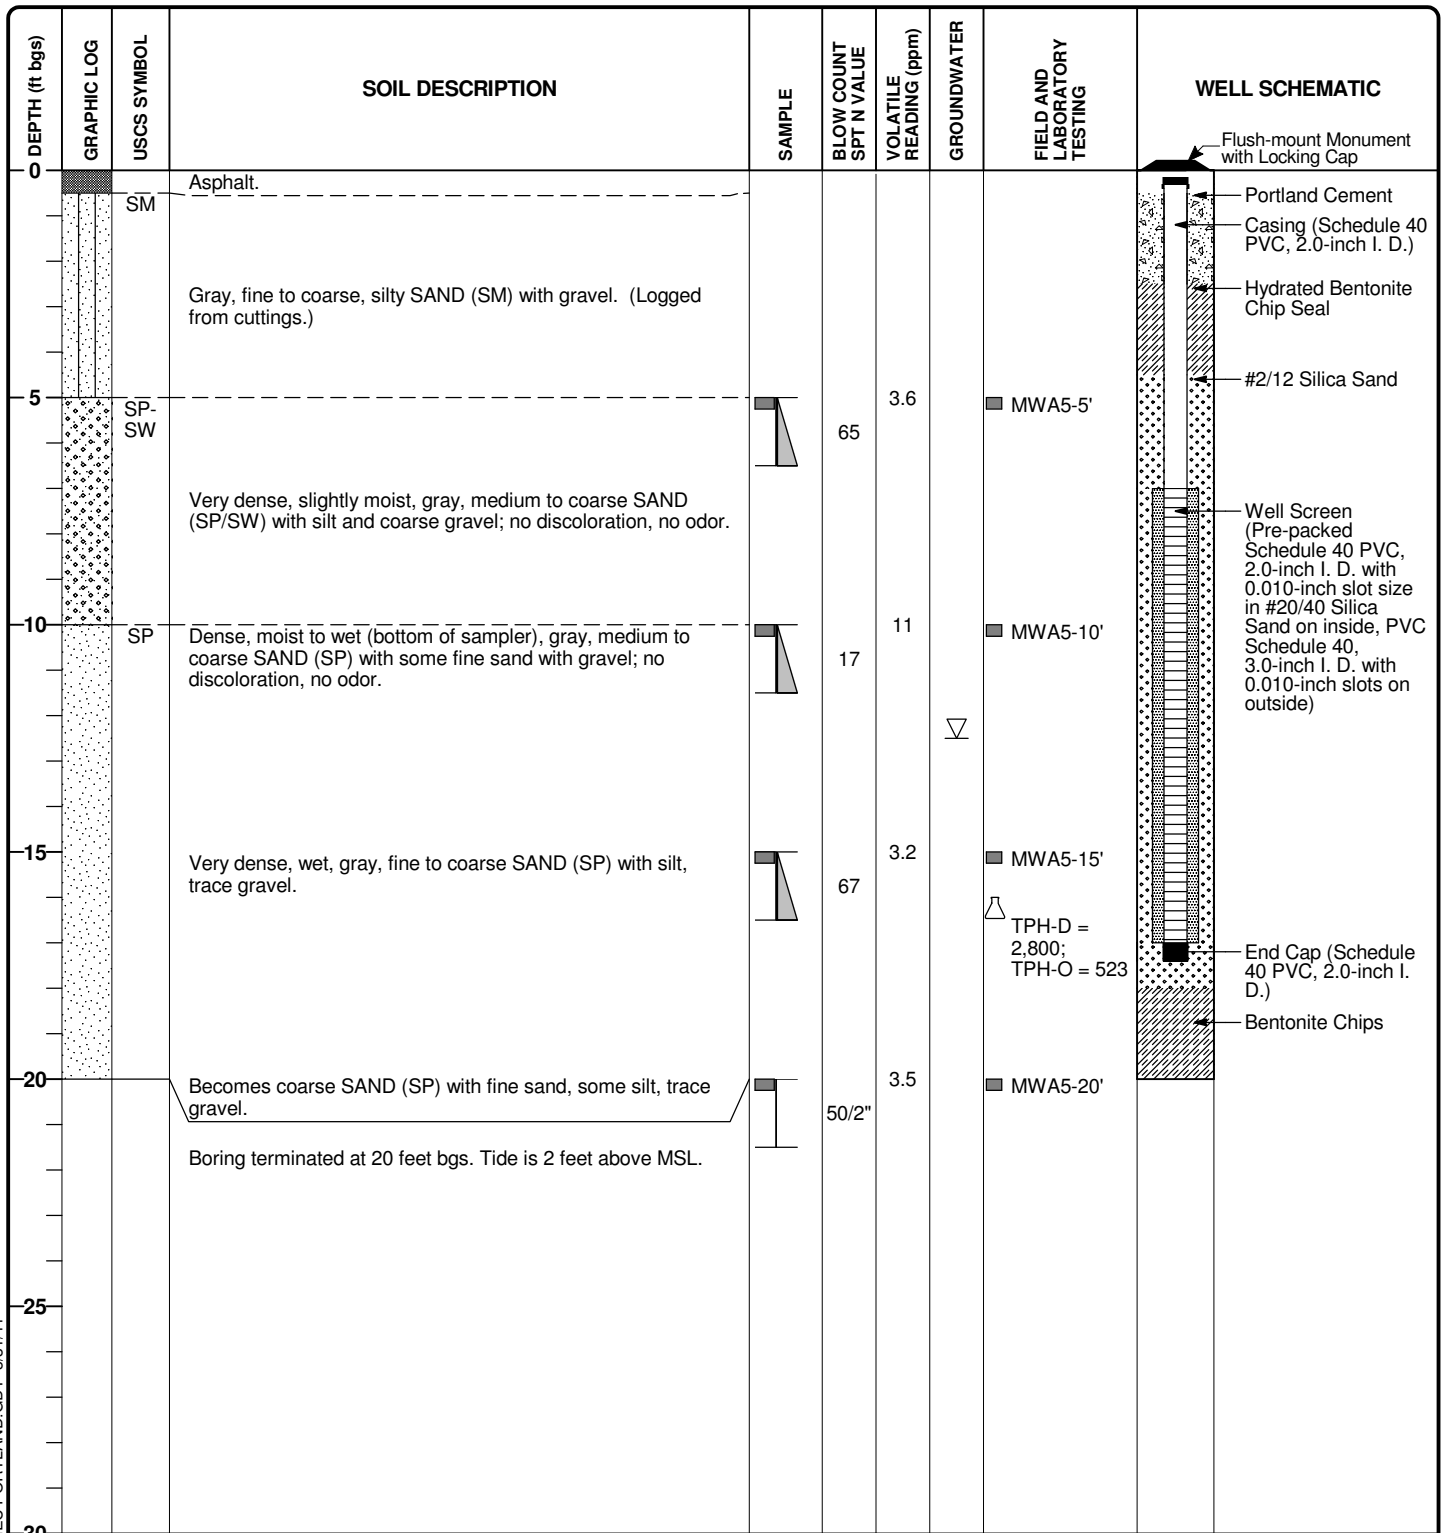 DEPTH (ft bgs)
GRAPHIC LOG
USCS SYMBOL
SOIL DESCRIPTION
SAMPLE
BLOW COUNT
SPT N VALUE
VOLATILE
READING (ppm)
GROUNDWATER
FIELD AND
LABORATORY
TESTING
WELL SCHEMATIC
Flush-mount Monument
with Locking Cap
0
Asphalt.
SM
Portland Cement
Casing (Schedule 40
PVC, 2.0-inch I. D.)
Gray, fine to coarse, silty SAND (SM) with gravel. (Logged
from cuttings.)
Hydrated Bentonite
Chip Seal
#2/12 Silica Sand
5
SP-
SW
65
3.6
MWA5-5'
Very dense, slightly moist, gray, medium to coarse SAND
(SP/SW) with silt and coarse gravel; no discoloration, no odor.
Well Screen
(Pre-packed
Schedule 40 PVC,
2.0-inch I. D. with
0.010-inch slot size
in #20/40 Silica
Sand on inside, PVC
Schedule 40,
3.0-inch I. D. with
0.010-inch slots on
outside)
10
SP
Dense, moist to wet (bottom of sampler), gray, medium to
coarse SAND (SP) with some fine sand with gravel; no
discoloration, no odor.
17
11
MWA5-10'
15
Very dense, wet, gray, fine to coarse SAND (SP) with silt,
trace gravel.
67
3.2
MWA5-15'
TPH-D =
2,800;
TPH-O = 523
End Cap (Schedule
40 PVC, 2.0-inch I.
D.)
Bentonite Chips
20
Becomes coarse SAND (SP) with fine sand, some silt, trace
gravel.
50/2"
3.5
MWA5-20'
Boring terminated at 20 feet bgs. Tide is 2 feet above MSL.
25
30